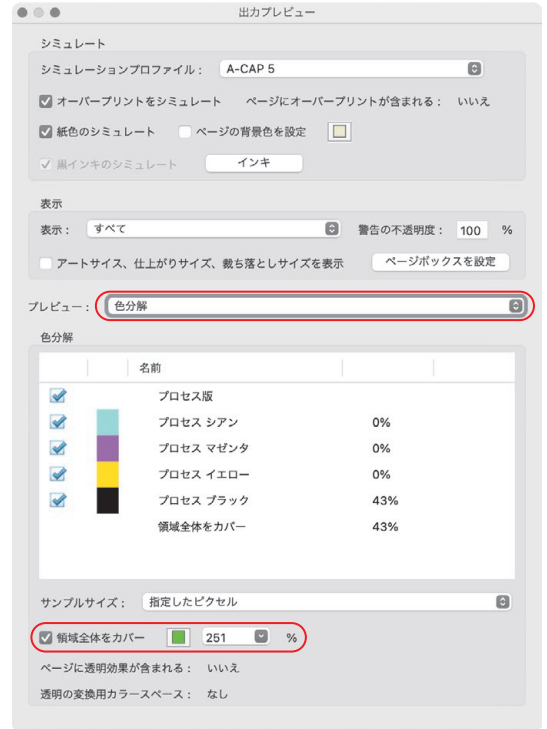 出力プレビュー
シミュレート
シミュレーションプロファイル： A-CAP 5
オーバープリントをシミュレート ページにオーバープリントが含まれる： いいえ
紙色のシミュレート ページの背景色を設定
黒インキのシミュレート インキ
表示
表示： すべて 警告の不透明度： 100 %
アートサイズ、仕上がりサイズ、裁ち落としサイズを表示 ページボックスを設定
プレビュー： 色分解
色分解
名前
プロセス版
プロセス シアン 0%
プロセス マゼンタ 0%
プロセス イエロー 0%
プロセス ブラック 43%
領域全体をカバー 43%
サンプルサイズ： 指定したピクセル
領域全体をカバー 251 %
ページに透明効果が含まれる： いいえ
透明の変換用カラースペース： なし